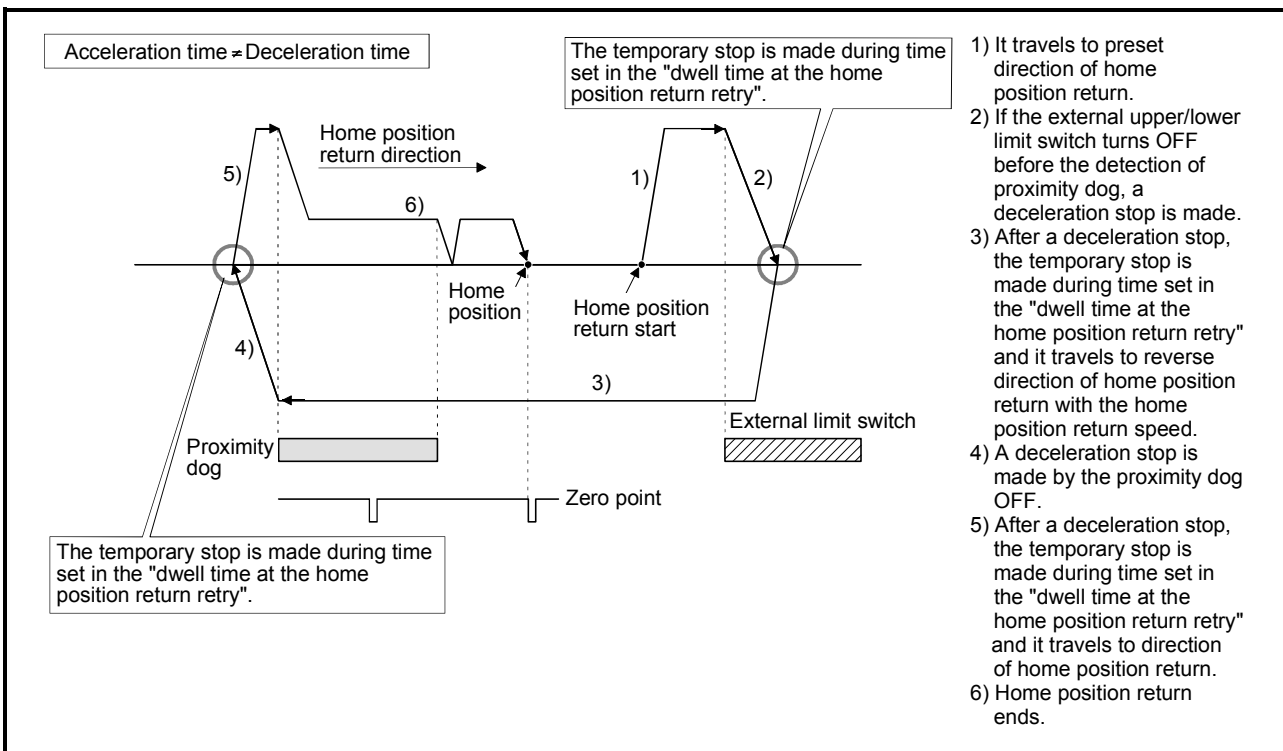 Acceleration time ≠ Deceleration time
The temporary stop is made during time
set in the "dwell time at the home
position return retry".
Home position
return direction
5)
6)
1)
2)
Home
position
Home position
return start
4)
3)
Proximity
dog
External limit switch
Zero point
The temporary stop is made during time
set in the "dwell time at the home
position return retry".
1) It travels to preset
direction of home
position return.
2) If the external upper/lower
limit switch turns OFF
before the detection of
proximity dog, a
deceleration stop is made.
3) After a deceleration stop,
the temporary stop is
made during time set in
the "dwell time at the
home position return retry"
and it travels to reverse
direction of home position
return with the home
position return speed.
4) A deceleration stop is
made by the proximity dog
OFF.
5) After a deceleration stop,
the temporary stop is
made during time set in
the "dwell time at the
home position return retry"
and it travels to direction
of home position return.
6) Home position return
ends.